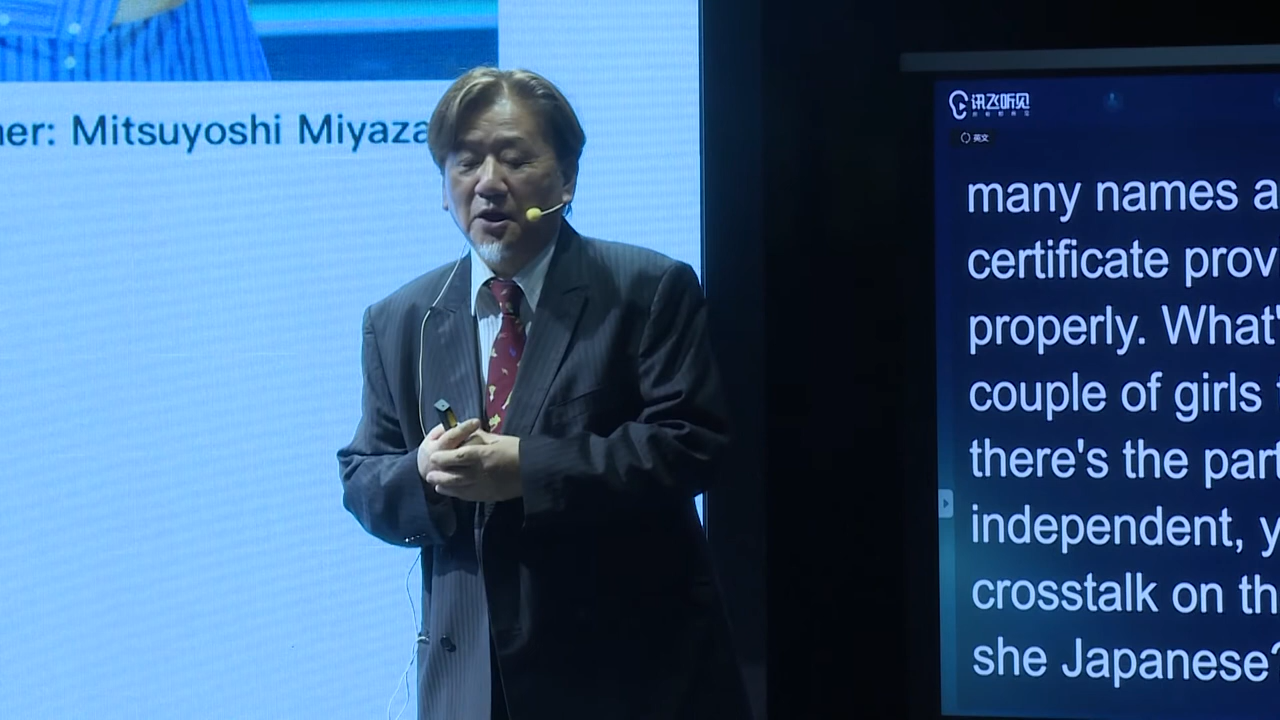 ner: Mitsuyoshi Miyaza
讯飞听见
英文
many names a
certificate prov
properly. What'
couple of girls
there's the part
independent, y
crosstalk on th
she Japanese?